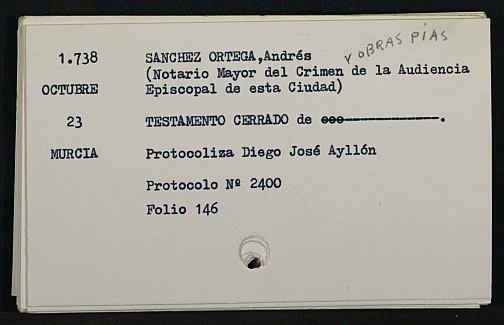 1.738 SANCHEZ ORTEGA,Andrés y OBRAS PIAS
(Notario Mayor del Crimen de la Audiencia
OCTUBRE Episcopal de esta Ciudad)
23 TESTAMENTO CERRADO de eee-----------.
MURCIA Protocoliza Diego José Ayllón
Protocolo Nº 2400
Folio 146